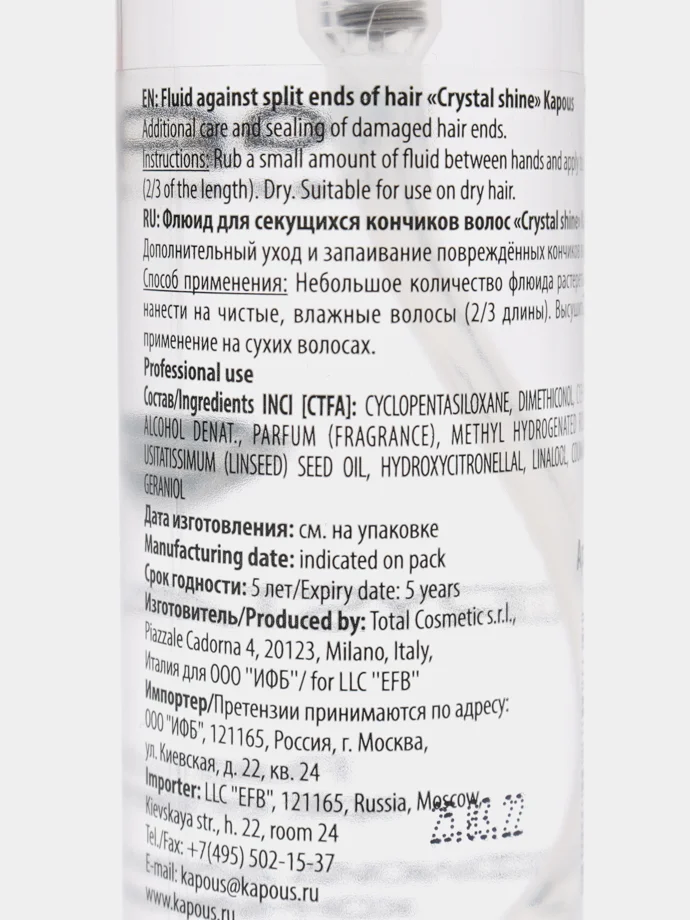 EN: Fluid against split ends of hair «Crystal shine» Kapous
Additional care and sealing of damaged hair ends.
Instructions: Rub a small amount of fluid between hands and apply
(2/3 of the length). Dry. Suitable for use on dry hair.
RU: Флюид для секущихся кончиков волос «Crystal shine»
Дополнительный уход и запаивание повреждённых кончиков
Способ применения: Небольшое количество флюида
нанести на чистые, влажные волосы (2/3 длины).
применение на сухих волосах.
Professional use
Состав/Ingredients INCI [CTFA]: CYCLOPENTASILOXANE, DIMETHICONOL,
ALCOHOL DENAT., PARFUM (FRAGRANCE), METHYL HYDROGENATED
USITATISSIMUM (LINSEED) SEED OIL, HYDROXYCITRONELLAL, LINALOOL,
GERANIOL
Дата изготовления: см. на упаковке
Manufacturing date: indicated on pack
Срок годности: 5 лет/Expiry date: 5 years
Изготовитель/Produced by: Total Cosmetic s.r.l.,
Piazzale Cadorna 4, 20123, Milano, Italy,
Италия для ООО "ИФБ"/ for LLC "EFB"
Импортер/Претензии принимаются по адресу:
ООО "ИФБ", 121165, Россия, г. Москва,
ул. Киевская, д. 22, кв. 24
Importer: LLC "EFB", 121165, Russia, Moscow,
Kievskaya str., h. 22, room 24
Tel./Fax: +7(495) 502-15-37
E-mail: kapous@kapous.ru
www.kapous.ru